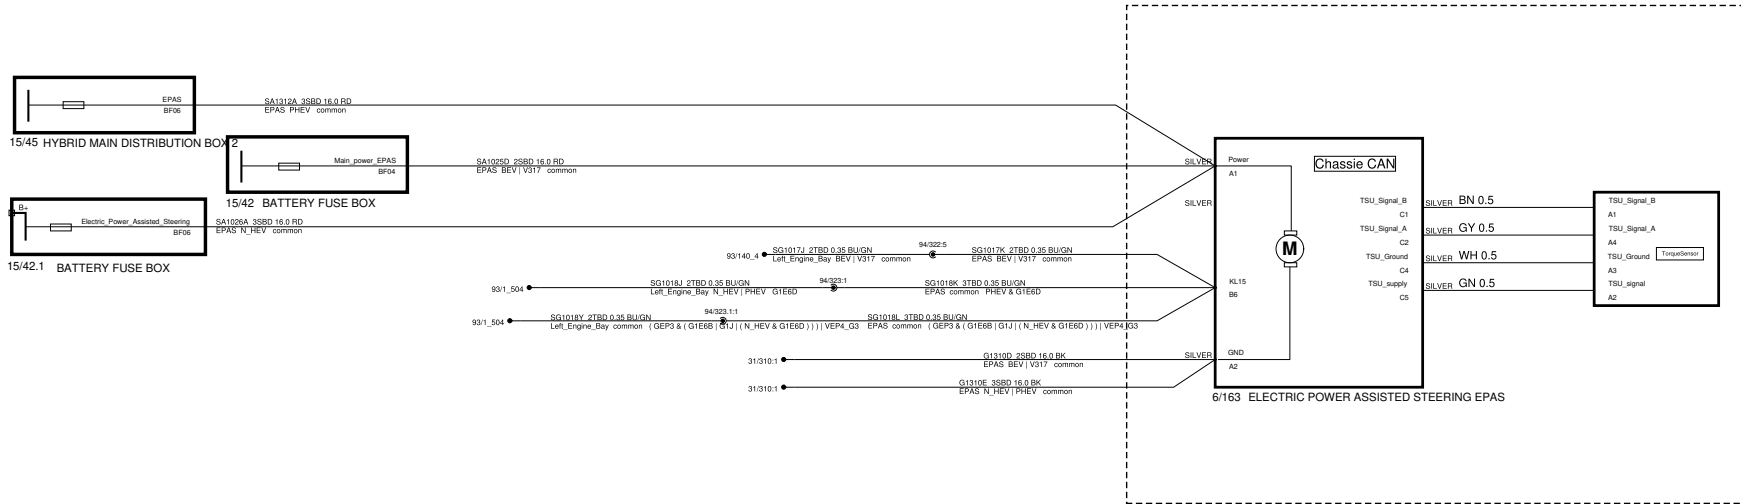 EPAS
BF06
SA1312A 3SBD 16.0 RD
EPAS PHEV common
15/45 HYBRID MAIN DISTRIBUTION BOX 2
Main_power_EPAS
BF04
SA1025D 2SBD 16.0 RD
EPAS BEV | V317 common
15/42 BATTERY FUSE BOX
B+
Electric_Power_Assisted_Steering
BF06
SA1026A 3SBD 16.0 RD
EPAS N_HEV common
15/42.1 BATTERY FUSE BOX
SILVER
SILVER
93/140_4
SG1017J 2TBD 0.35 BU/GN
Left_Engine_Bay BEV | V317 common
94/322:5
SG1017K 2TBD 0.35 BU/GN
EPAS BEV | V317 common
93/1_504
SG1018J 2TBD 0.35 BU/GN
Left_Engine_Bay N_HEV | PHEV G1E6D
94/323:1
SG1018K 3TBD 0.35 BU/GN
EPAS common PHEV & G1E6D
93/1_504
SG1018Y 2TBD 0.35 BU/GN
Left_Engine_Bay common ( GEP3 & ( G1E6B | G1J | ( N_HEV & G1E6D ) ) ) | VEP4_G3
94/323.1:1
SG1018L 3TBD 0.35 BU/GN
EPAS common ( GEP3 & ( G1E6B | G1J | ( N_HEV & G1E6D ) ) ) | VEP4_G3
31/310:1
G1310D 2SBD 16.0 BK
EPAS BEV | V317 common
SILVER
31/310:1
G1310E 3SBD 16.0 BK
EPAS N_HEV | PHEV common
Power
A1
Chassie CAN
KL15
B6
M
GND
A2
TSU_Signal_B
C1
TSU_Signal_A
C2
TSU_Ground
C4
TSU_supply
C5
6/163 ELECTRIC POWER ASSISTED STEERING EPAS
SILVER BN 0.5
SILVER GY 0.5
SILVER WH 0.5
SILVER GN 0.5
TSU_Signal_B
A1
TSU_Signal_A
A4
TSU_Ground
A3
TSU_signal
A2
TorqueSensor